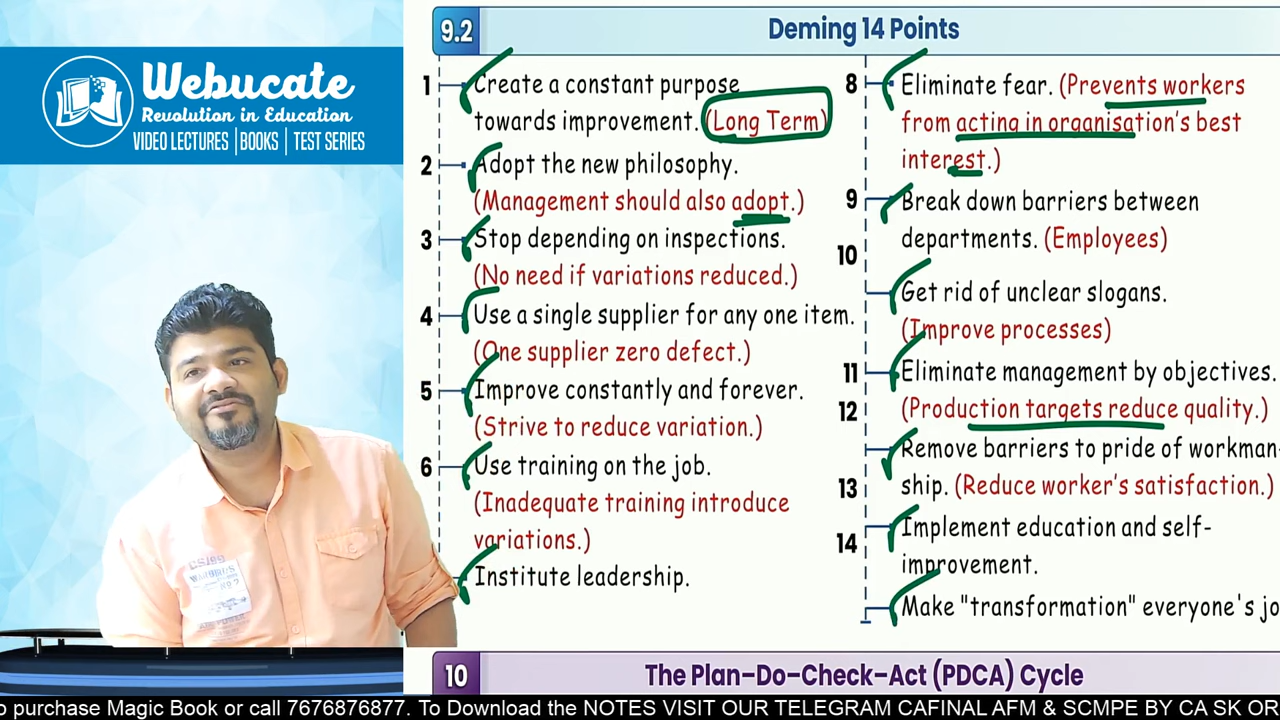 Webucate
Revolution in Education
VIDEO LECTURES | BOOKS | TEST SERIES
9.2
Deming 14 Points
1
Create a constant purpose
towards improvement. (Long Term)
2
Adopt the new philosophy.
(Management should also adopt.)
3
Stop depending on inspections.
(No need if variations reduced.)
4
Use a single supplier for any one item.
(One supplier zero defect.)
5
Improve constantly and forever.
(Strive to reduce variation.)
6
Use training on the job.
(Inadequate training introduce
variations.)
Institute leadership.
8
Eliminate fear. (Prevents workers
from acting in organisation's best
interest.)
9
Break down barriers between
departments. (Employees)
10
Get rid of unclear slogans.
(Improve processes)
11
Eliminate management by objectives.
12
(Production targets reduce quality.)
Remove barriers to pride of workman-
ship. (Reduce worker's satisfaction.)
13
Implement education and self-
14
improvement.
Make "transformation" everyone's jo
10
The Plan–Do–Check–Act (PDCA) Cycle
o purchase Magic Book or call 7676876877. To Download the NOTES VISIT OUR TELEGRAM CAFINAL AFM & SCMPE BY CA SK OR